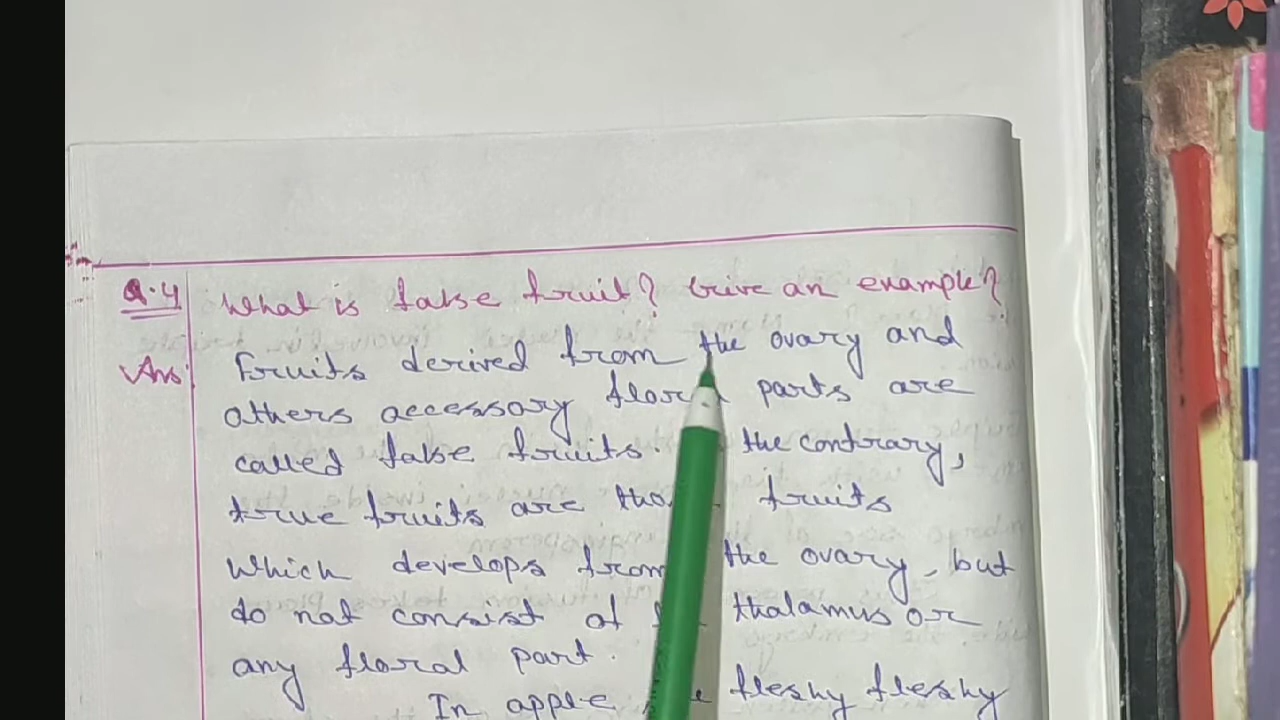 Q.4 What is false fruit? Give an example?
Ans: Fruits derived from the ovary and
others accessory floral parts are
called false fruits. the contrary,
true fruits are fruits
which develops from the ovary, but
do not consist of thalamus or
any floral part.
In apple, fleshy fleshy